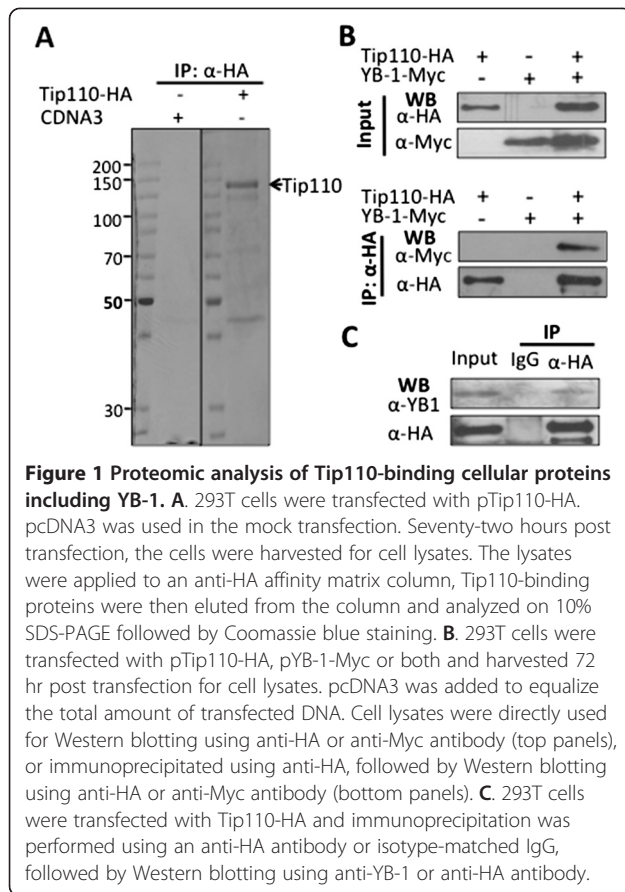 A
IP: α-HA
Tip110-HA - +
CDNA3 + -
200
150
100
70
50
30
Tip110
B
Tip110-HA + - +
YB-1-Myc - + +
Input
WB
α-HA
α-Myc
Tip110-HA + - +
YB-1-Myc - + +
IP: α-HA
WB
α-Myc
α-HA
C
IP
Input IgG α-HA
WB
α-YB1
α-HA
Figure 1 Proteomic analysis of Tip110-binding cellular proteins
including YB-1. A. 293T cells were transfected with pTip110-HA.
pcDNA3 was used in the mock transfection. Seventy-two hours post
transfection, the cells were harvested for cell lysates. The lysates
were applied to an anti-HA affinity matrix column, Tip110-binding
proteins were then eluted from the column and analyzed on 10%
SDS-PAGE followed by Coomassie blue staining. B. 293T cells were
transfected with pTip110-HA, pYB-1-Myc or both and harvested 72
hr post transfection for cell lysates. pcDNA3 was added to equalize
the total amount of transfected DNA. Cell lysates were directly used
for Western blotting using anti-HA or anti-Myc antibody (top panels),
or immunoprecipitated using anti-HA, followed by Western blotting
using anti-HA or anti-Myc antibody (bottom panels). C. 293T cells
were transfected with Tip110-HA and immunoprecipitation was
performed using an anti-HA antibody or isotype-matched IgG,
followed by Western blotting using anti-YB-1 or anti-HA antibody.